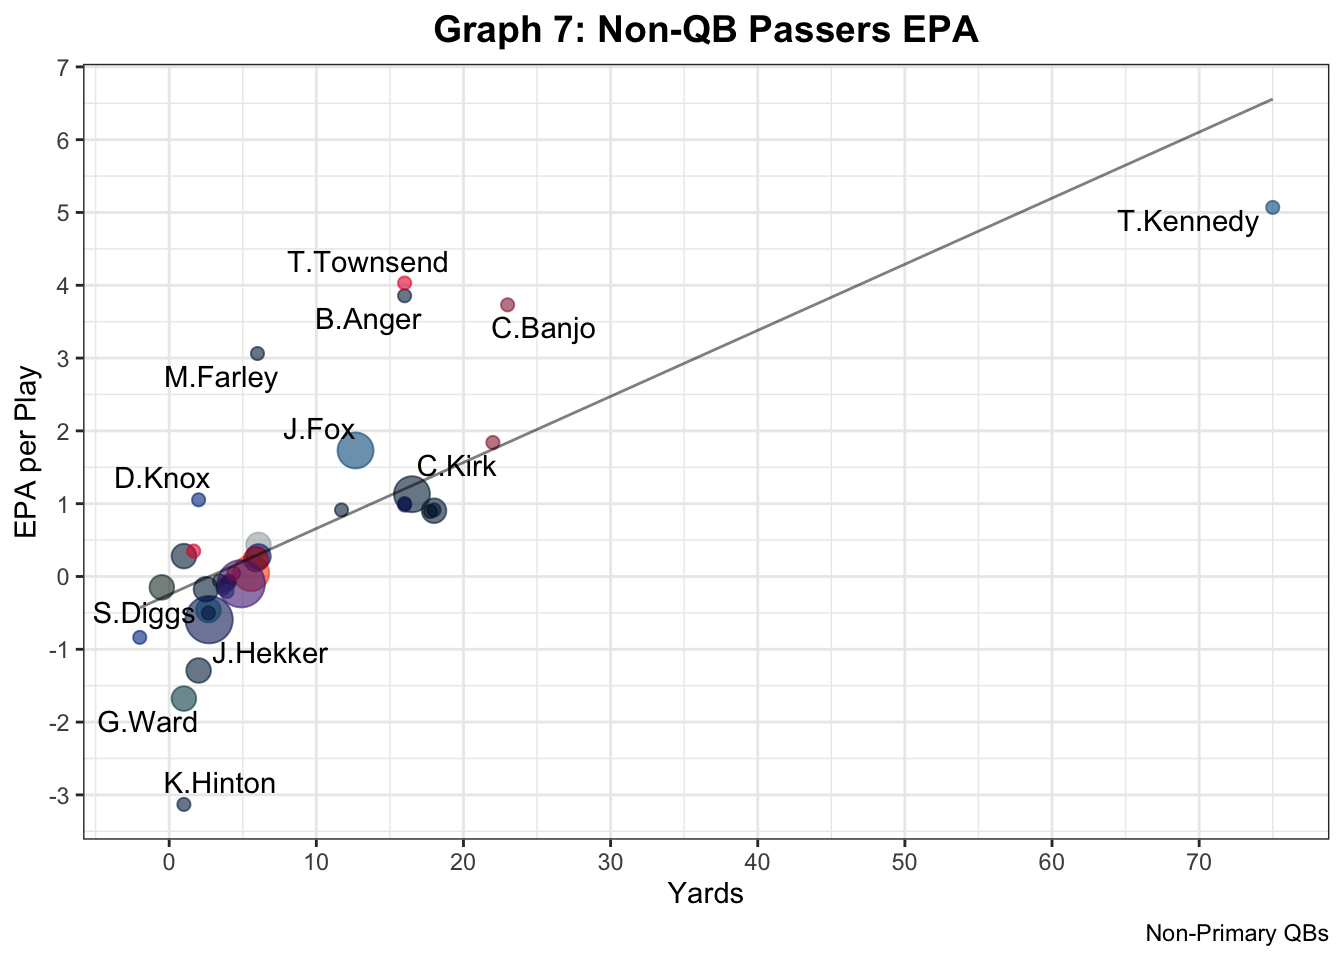 Graph 7: Non-QB Passers EPA
7
6
5
4
3
2
1
0
-1
-2
-3
EPA per Play
T.Kennedy
T.Townsend
B.Anger
C.Banjo
M.Farley
J.Fox
C.Kirk
D.Knox
S.Diggs
J.Hekker
G.Ward
K.Hinton
0 10 20 30 40 50 60 70
Yards
Non-Primary QBs